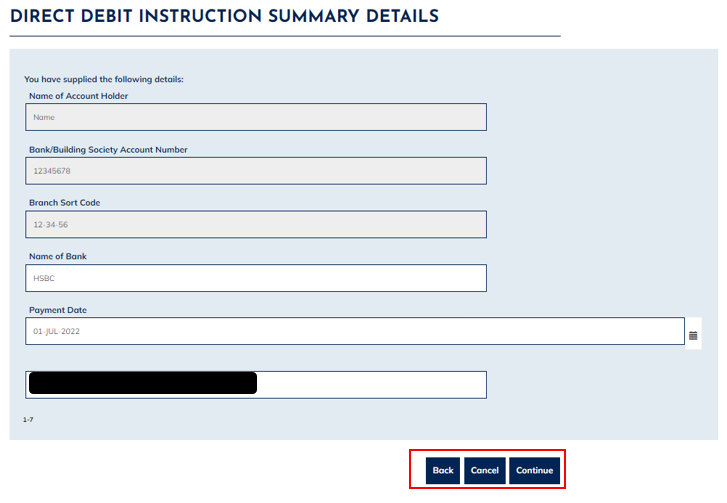 DIRECT DEBIT INSTRUCTION SUMMARY DETAILS
You have supplied the following details:
Name of Account Holder
Name
Bank/Building Society Account Number
12345678
Branch Sort Code
12-34-56
Name of Bank
HSBC
Payment Date
01-JUL-2022
1-7
Back Cancel Continue